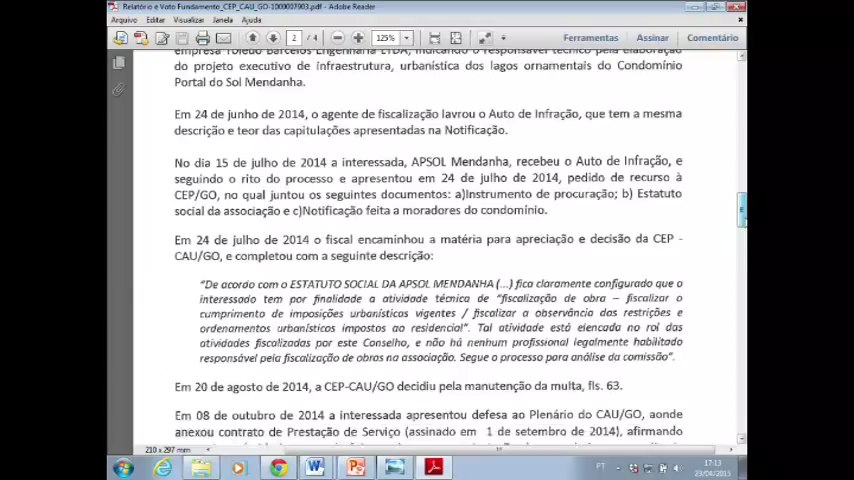 Relatório e Voto Fundamento_CEP_CAU_GO-1000007903.pdf - Adobe Reader
Arquivo Editar Visualizar Janela Ajuda
2 / 4 125% Ferramentas Assinar Comentário
empresa Toledo Barcelos Engenharia LTDA, indicando o responsável técnico pela elaboração
do projeto executivo de infraestrutura, urbanística dos lagos ornamentais do Condomínio
Portal do Sol Mendanha.
Em 24 de junho de 2014, o agente de fiscalização lavrou o Auto de Infração, que tem a mesma
descrição e teor das capitulações apresentadas na Notificação.
No dia 15 de julho de 2014 a interessada, APSOL Mendanha, recebeu o Auto de Infração, e
seguindo o rito do processo e apresentou em 24 de julho de 2014, pedido de recurso à
CEP/GO, no qual juntou os seguintes documentos: a)Instrumento de procuração; b) Estatuto
social da associação e c)Notificação feita a moradores do condomínio.
Em 24 de julho de 2014 o fiscal encaminhou a matéria para apreciação e decisão da CEP -
CAU/GO, e completou com a seguinte descrição:
"De acordo com o ESTATUTO SOCIAL DA APSOL MENDANHA (...) fica claramente configurado que o
interessado tem por finalidade a atividade técnica de "fiscalização de obra – fiscalizar o
cumprimento de imposições urbanísticas vigentes / fiscalizar a observância das restrições e
ordenamentos urbanísticos impostos ao residencial". Tal atividade está elencada no rol das
atividades fiscalizadas por este Conselho, e não há nenhum profissional legalmente habilitado
responsável pela fiscalização de obras na associação. Segue o processo para análise da comissão".
Em 20 de agosto de 2014, a CEP-CAU/GO decidiu pela manutenção da multa, fls. 63.
Em 08 de outubro de 2014 a interessada apresentou defesa ao Plenário do CAU/GO, aonde
anexou contrato de Prestação de Serviço (assinado em 1 de setembro de 2014), afirmando
210 x 297 mm
PT 17:13
23/04/2015